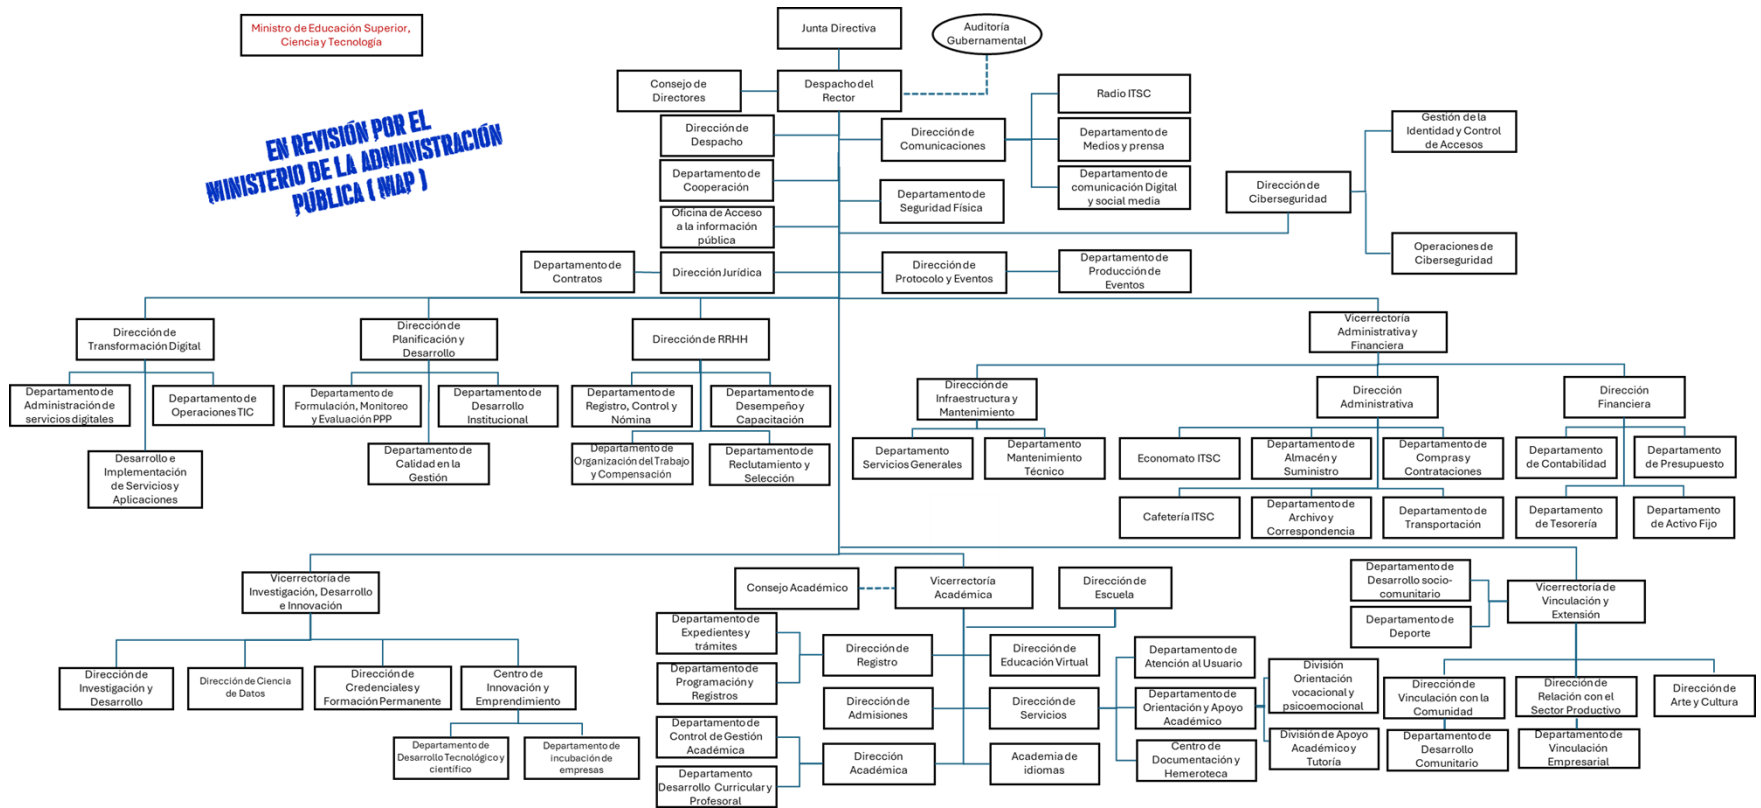 Ministro de Educación Superior,
Ciencia y Tecnología
Junta Directiva
Auditoría
Gubernamental
Consejo de
Directores
Despacho del
Rector
EN REVISIÓN POR EL
MINISTERIO DE LA ADMINISTRACIÓN
PÚBLICA ( MAP )
Dirección de
Despacho
Dirección de
Comunicaciones
Radio ITSC
Departamento de
Medios y prensa
Departamento de
comunicación Digital
y social media
Gestión de la
Identidad y Control
de Accesos
Departamento de
Cooperación
Departamento de
Seguridad Física
Dirección de
Ciberseguridad
Oficina de Acceso
a la información
pública
Operaciones de
Ciberseguridad
Departamento de
Contratos
Dirección Jurídica
Dirección de
Protocolo y Eventos
Departamento de
Producción de
Eventos
Dirección de
Transformación Digital
Dirección de
Planificación y
Desarrollo
Dirección de RRHH
Vicerrectoría
Administrativa y
Financiera
Departamento de
Administración de
servicios digitales
Departamento de
Operaciones TIC
Departamento de
Formulación, Monitoreo
y Evaluación PPP
Departamento de
Desarrollo
Institucional
Departamento de
Registro, Control y
Nómina
Departamento de
Desempeño y
Capacitación
Dirección de
Infraestructura y
Mantenimiento
Dirección
Administrativa
Dirección
Financiera
Desarrollo e
Implementación
de Servicios y
Aplicaciones
Departamento de
Calidad en la
Gestión
Departamento de
Organización del Trabajo
y Compensación
Departamento de
Reclutamiento y
Selección
Departamento
Servicios Generales
Departamento
Mantenimiento
Técnico
Economato ITSC
Departamento de
Almacén y
Suministro
Departamento de
Compras y
Contrataciones
Departamento
de Contabilidad
Departamento
de Presupuesto
Cafetería ITSC
Departamento de
Archivo y
Correspondencia
Departamento de
Transportación
Departamento
de Tesorería
Departamento
de Activo Fijo
Vicerrectoría de
Investigación, Desarrollo
e Innovación
Consejo Académico
Vicerrectoría
Académica
Dirección de
Escuela
Departamento de
Desarrollo socio-
comunitario
Departamento de
Deporte
Vicerrectoría de
Vinculación y
Extensión
Dirección de
Investigación y
Desarrollo
Dirección de Ciencia
de Datos
Dirección de
Credenciales y
Formación Permanente
Centro de
Innovación y
Emprendimiento
Departamento de
Desarrollo Tecnológico y
científico
Departamento de
incubación de
empresas
Departamento de
Expedientes y
trámites
Departamento de
Programación y
Registros
Dirección de
Registro
Dirección de
Educación Virtual
Departamento de
Atención al Usuario
Dirección de
Admisiones
Dirección de
Servicios
Departamento de
Orientación y Apoyo
Académico
División
Orientación
vocacional y
psicoemocional
División de Apoyo
Académico y
Tutoría
Departamento de
Control de Gestión
Académica
Departamento
Desarrollo Curricular y
Profesoral
Dirección
Académica
Academia de
idiomas
Centro de
Documentación y
Hemeroteca
Dirección de
Vinculación con la
Comunidad
Dirección de
Relación con el
Sector Productivo
Dirección de
Arte y Cultura
Departamento de
Desarrollo
Comunitario
Departamento de
Vinculación
Empresarial